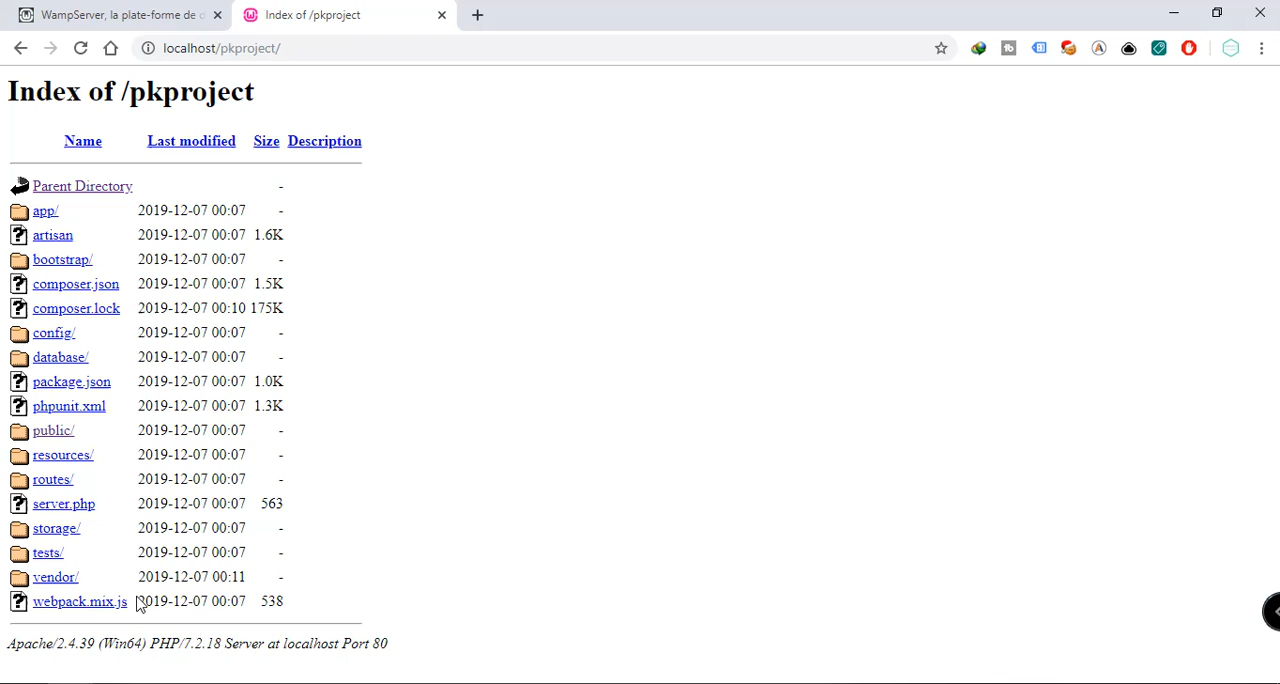 WampServer, la plate-forme de
Index of /pkproject
localhost/pkproject/
Index of /pkproject
Name Last modified Size Description
Parent Directory -
app/ 2019-12-07 00:07 -
artisan 2019-12-07 00:07 1.6K
bootstrap/ 2019-12-07 00:07 -
composer.json 2019-12-07 00:07 1.5K
composer.lock 2019-12-07 00:10 175K
config/ 2019-12-07 00:07 -
database/ 2019-12-07 00:07 -
package.json 2019-12-07 00:07 1.0K
phpunit.xml 2019-12-07 00:07 1.3K
public/ 2019-12-07 00:07 -
resources/ 2019-12-07 00:07 -
routes/ 2019-12-07 00:07 -
server.php 2019-12-07 00:07 563
storage/ 2019-12-07 00:07 -
tests/ 2019-12-07 00:07 -
vendor/ 2019-12-07 00:11 -
webpack.mix.js 2019-12-07 00:07 538
Apache/2.4.39 (Win64) PHP/7.2.18 Server at localhost Port 80